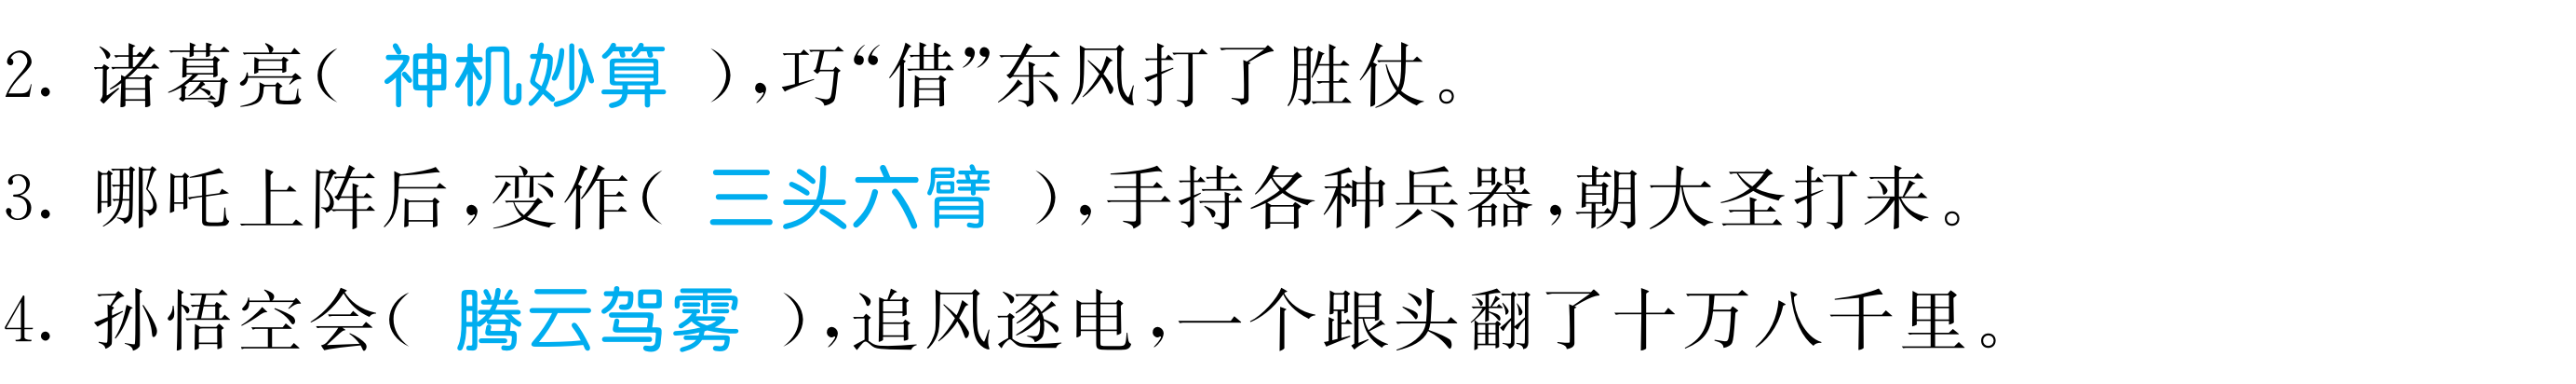 2. 诸葛亮( 神机妙算 ),巧“借”东风打了胜仗。
3. 哪吒上阵后,变作( 三头六臂 ),手持各种兵器,朝大圣打来。
4. 孙悟空会( 腾云驾雾 ),追风逐电,一个跟头翻了十万八千里。